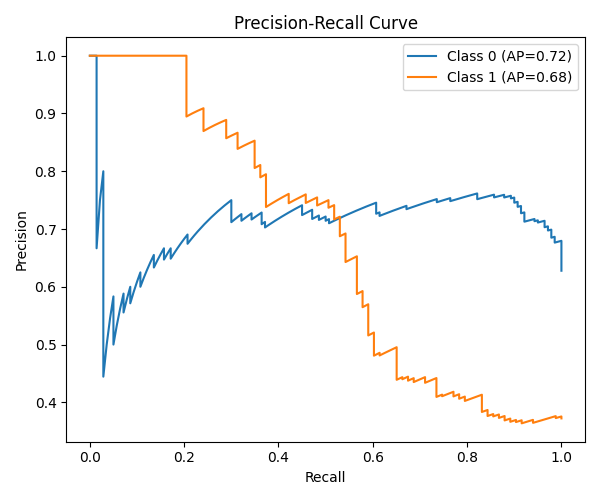 Precision-Recall Curve
Class 0 (AP=0.72)
Class 1 (AP=0.68)
1.0
0.9
0.8
0.7
0.6
0.5
0.4
Precision
0.0 0.2 0.4 0.6 0.8 1.0
Recall